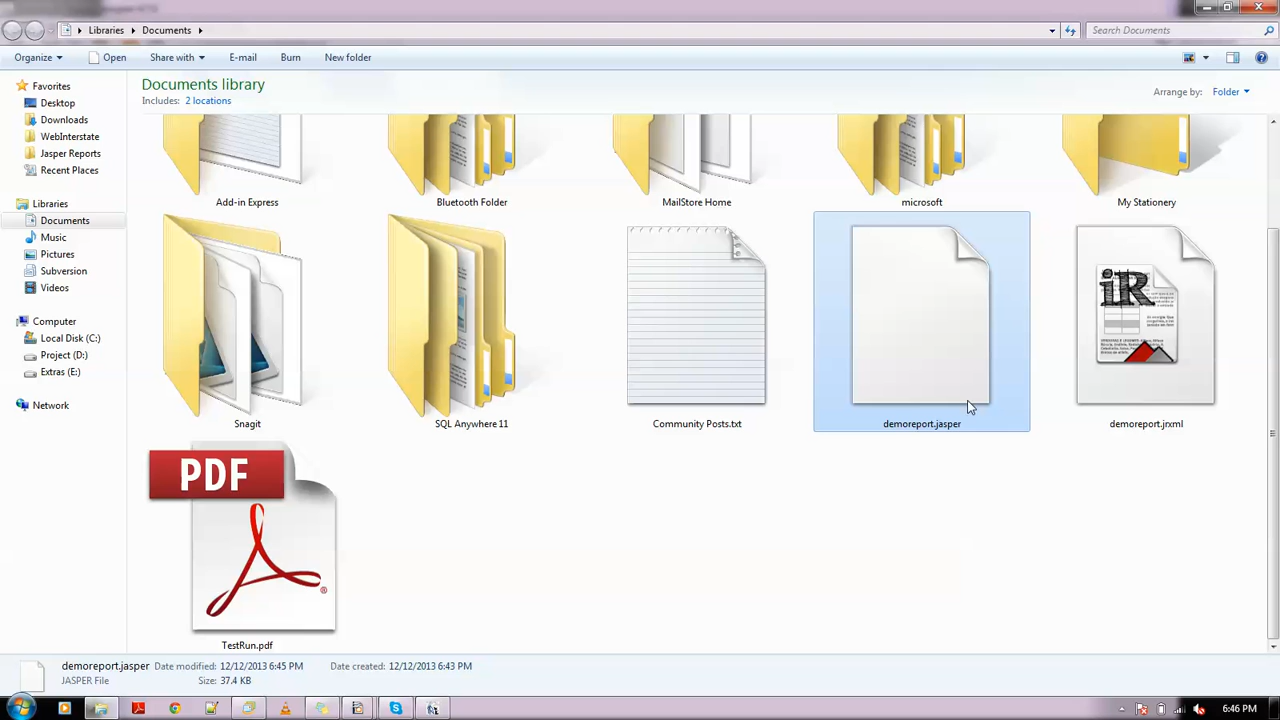 Libraries Documents
Search Documents
Organize Open Share with E-mail Burn New folder
Documents library
Includes: 2 locations
Arrange by: Folder
Favorites
Desktop
Downloads
WebInterstate
Jasper Reports
Recent Places
Libraries
Documents
Music
Pictures
Subversion
Videos
Computer
Local Disk (C:)
Project (D:)
Extras (E:)
Network
Add-in Express Bluetooth Folder MailStore Home microsoft My Stationery
iR
Snagit SQL Anywhere 11 Community Posts.txt demoreport.jasper demoreport.jrxml
PDF
TestRun.pdf
demoreport.jasper Date modified: 12/12/2013 6:45 PM Date created: 12/12/2013 6:43 PM
JASPER File Size: 37.4 KB
6:46 PM